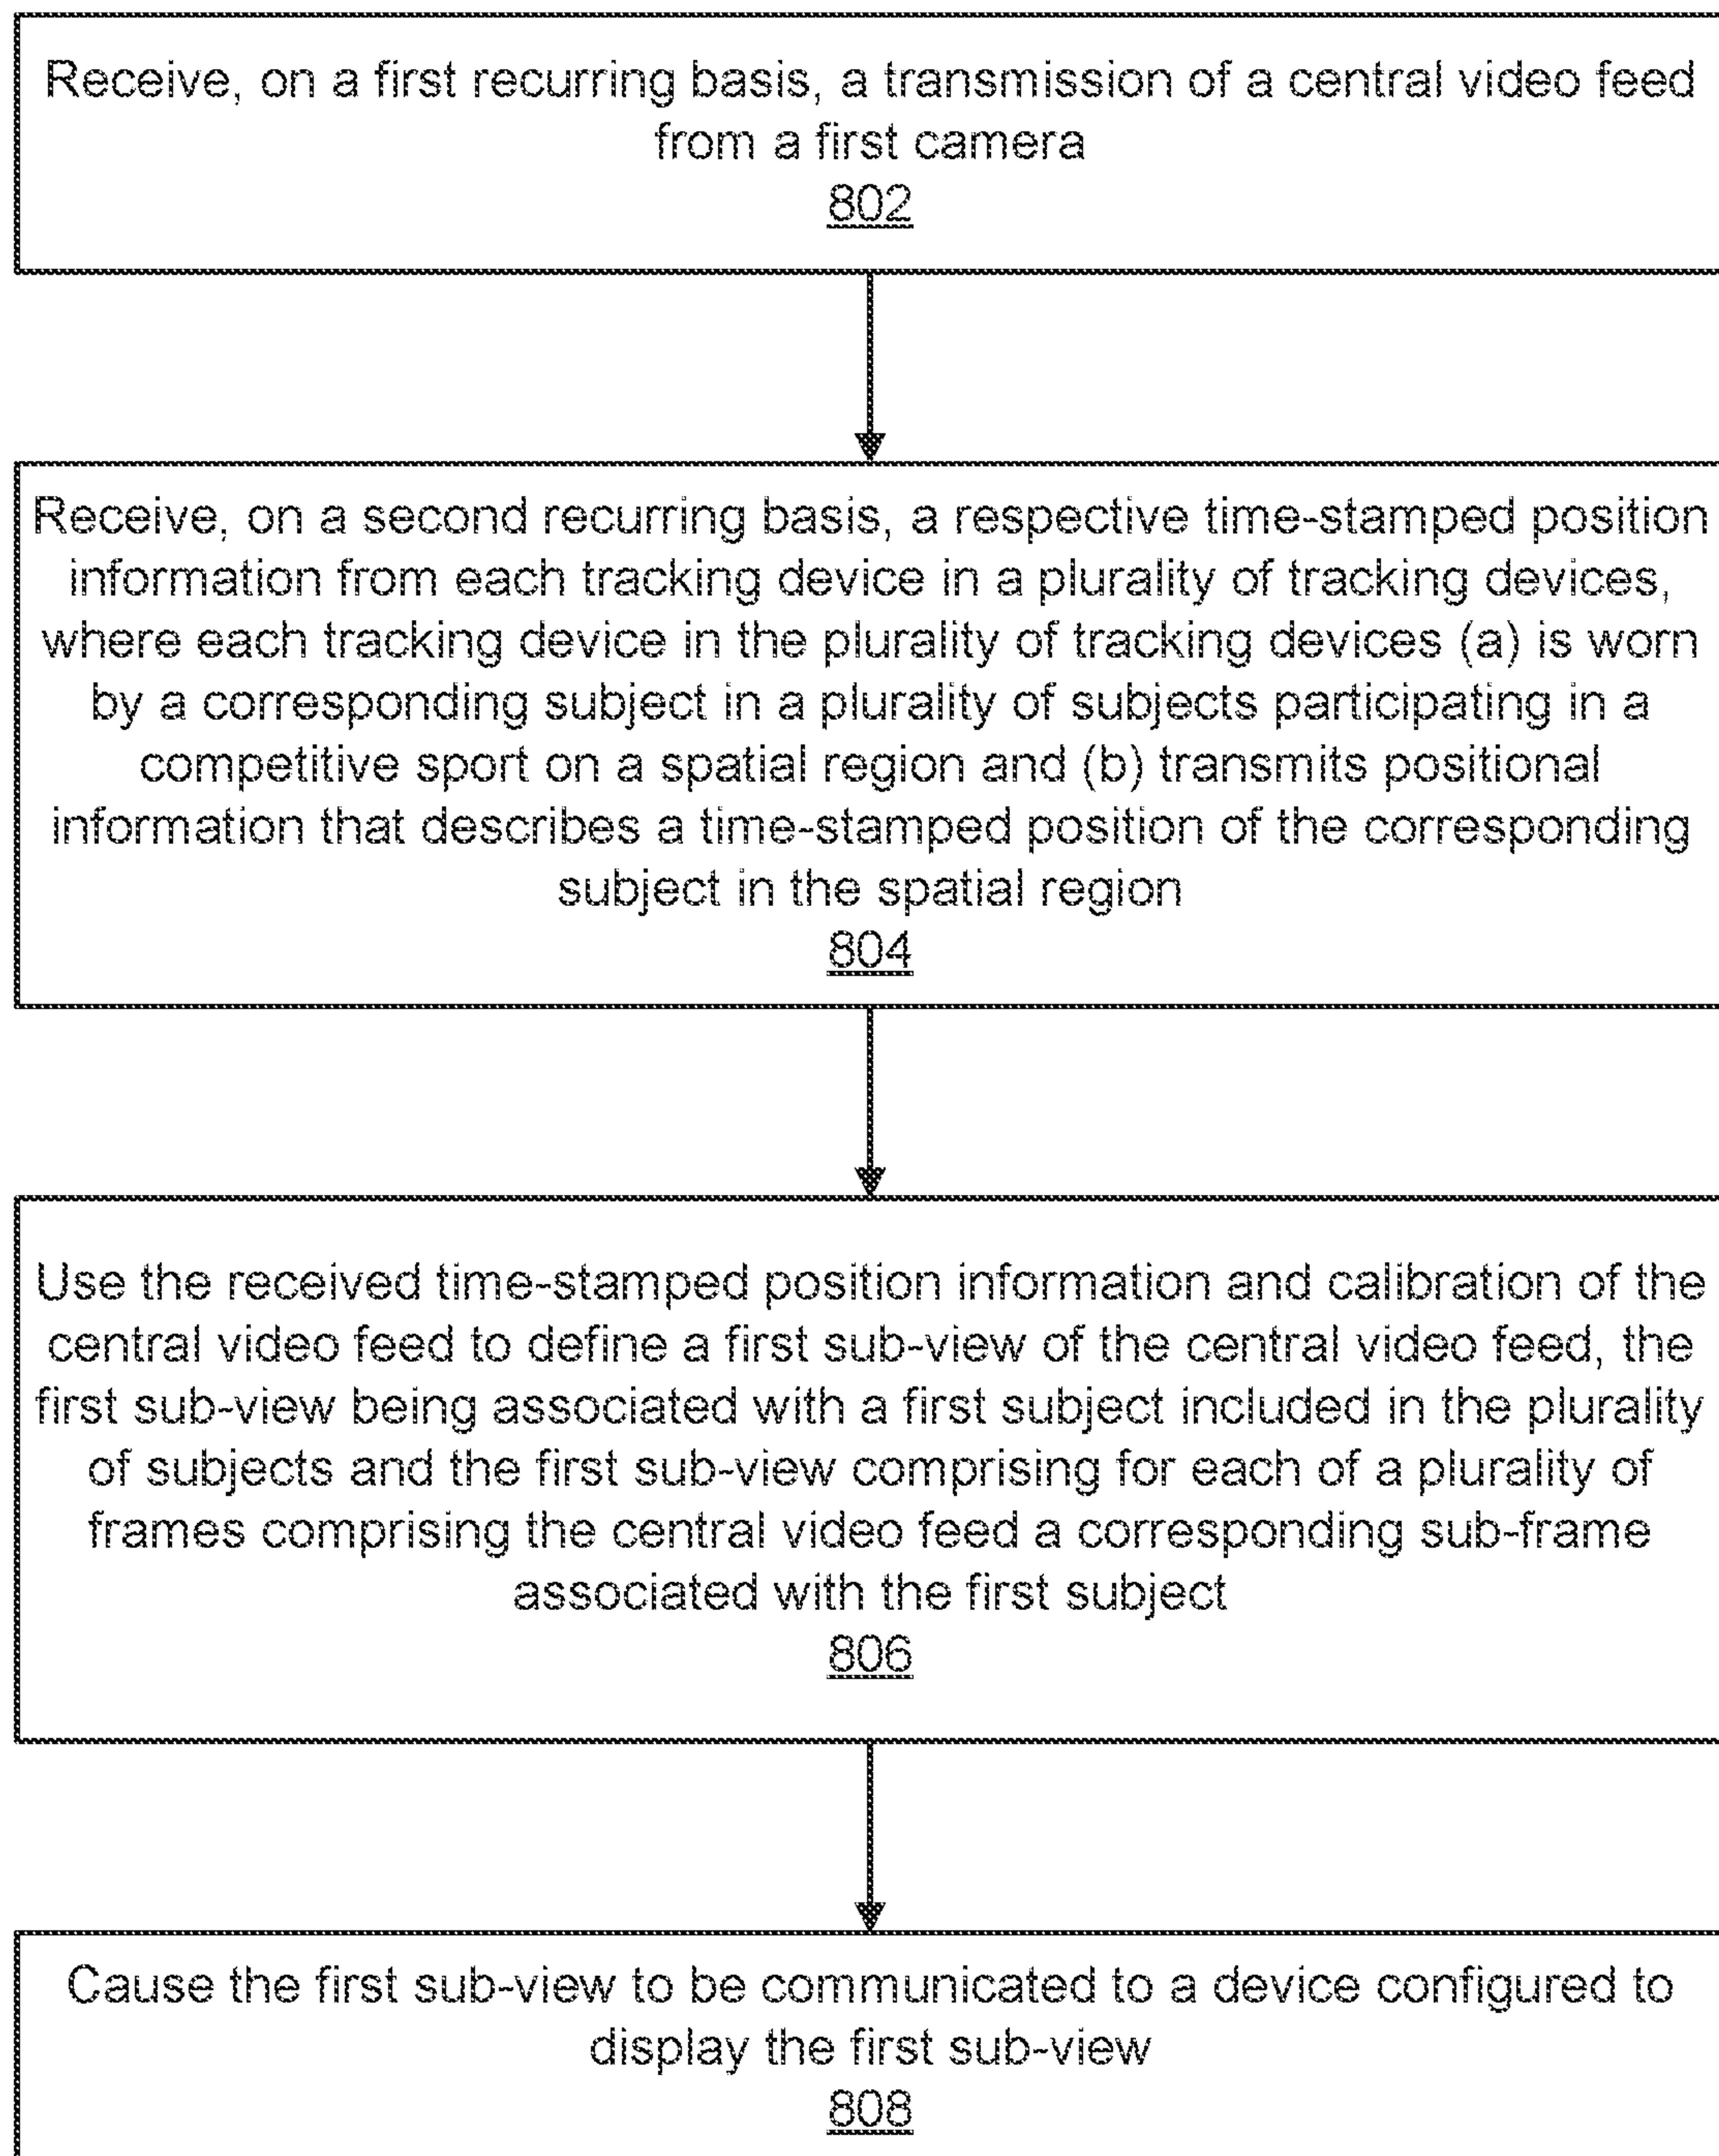 Receive, on a first recurring basis, a transmission of a central video feed
from a first camera
802
Receive, on a second recurring basis, a respective time-stamped position
information from each tracking device in a plurality of tracking devices,
where each tracking device in the plurality of tracking devices (a) is worn
by a corresponding subject in a plurality of subjects participating in a
competitive sport on a spatial region and (b) transmits positional
information that describes a time-stamped position of the corresponding
subject in the spatial region
804
Use the received time-stamped position information and calibration of the
central video feed to define a first sub-view of the central video feed, the
first sub-view being associated with a first subject included in the plurality
of subjects and the first sub-view comprising for each of a plurality of
frames comprising the central video feed a corresponding sub-frame
associated with the first subject
806
Cause the first sub-view to be communicated to a device configured to
display the first sub-view
808